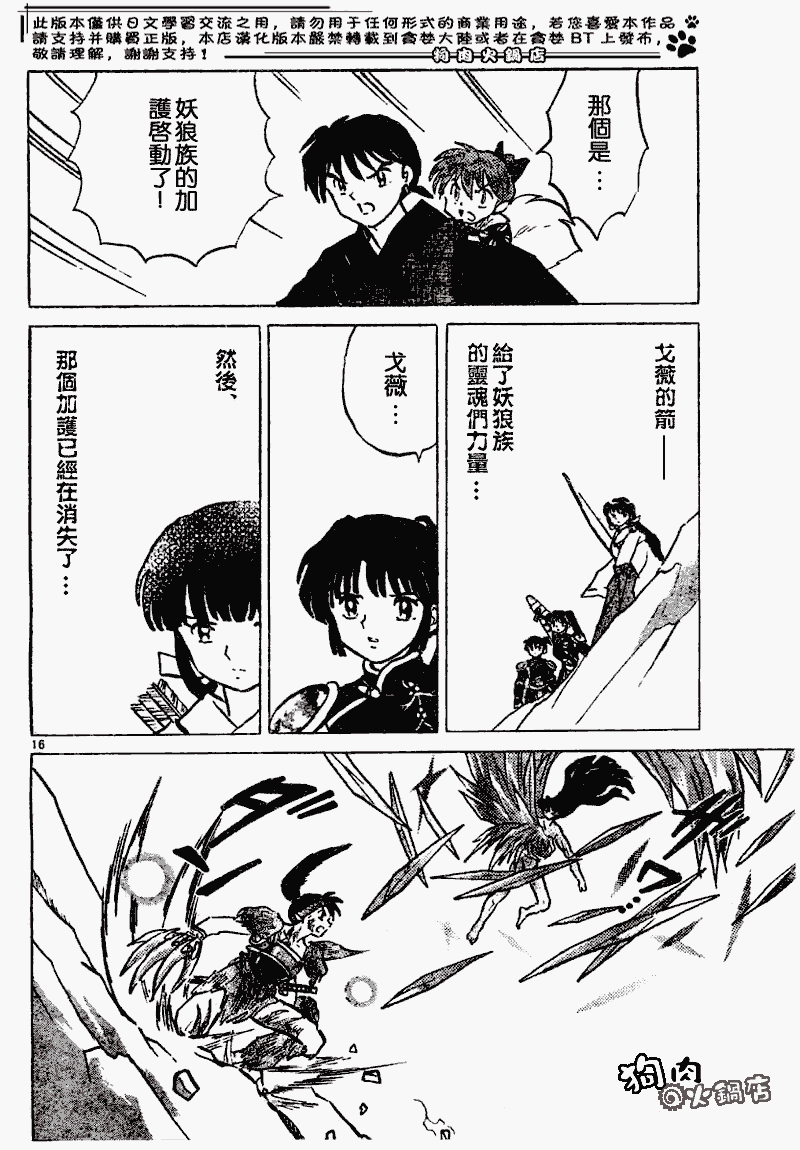 此版本僅供日文學習交流之用，請勿用于任何形式的商業用途，若您喜愛本作品
請支持并購買正版，本店漢化版本嚴禁轉載到貪婪大陸或者在貪婪BT上發布，
敬請理解，謝謝支持！
狗肉火鍋店
那個是…
妖狼族的加
護啓動了！
戈薇的箭——
給了妖狼族
的靈魂們力量…
戈薇…
然後、
那個加護已經在消失了…
16
狗肉
火鍋店